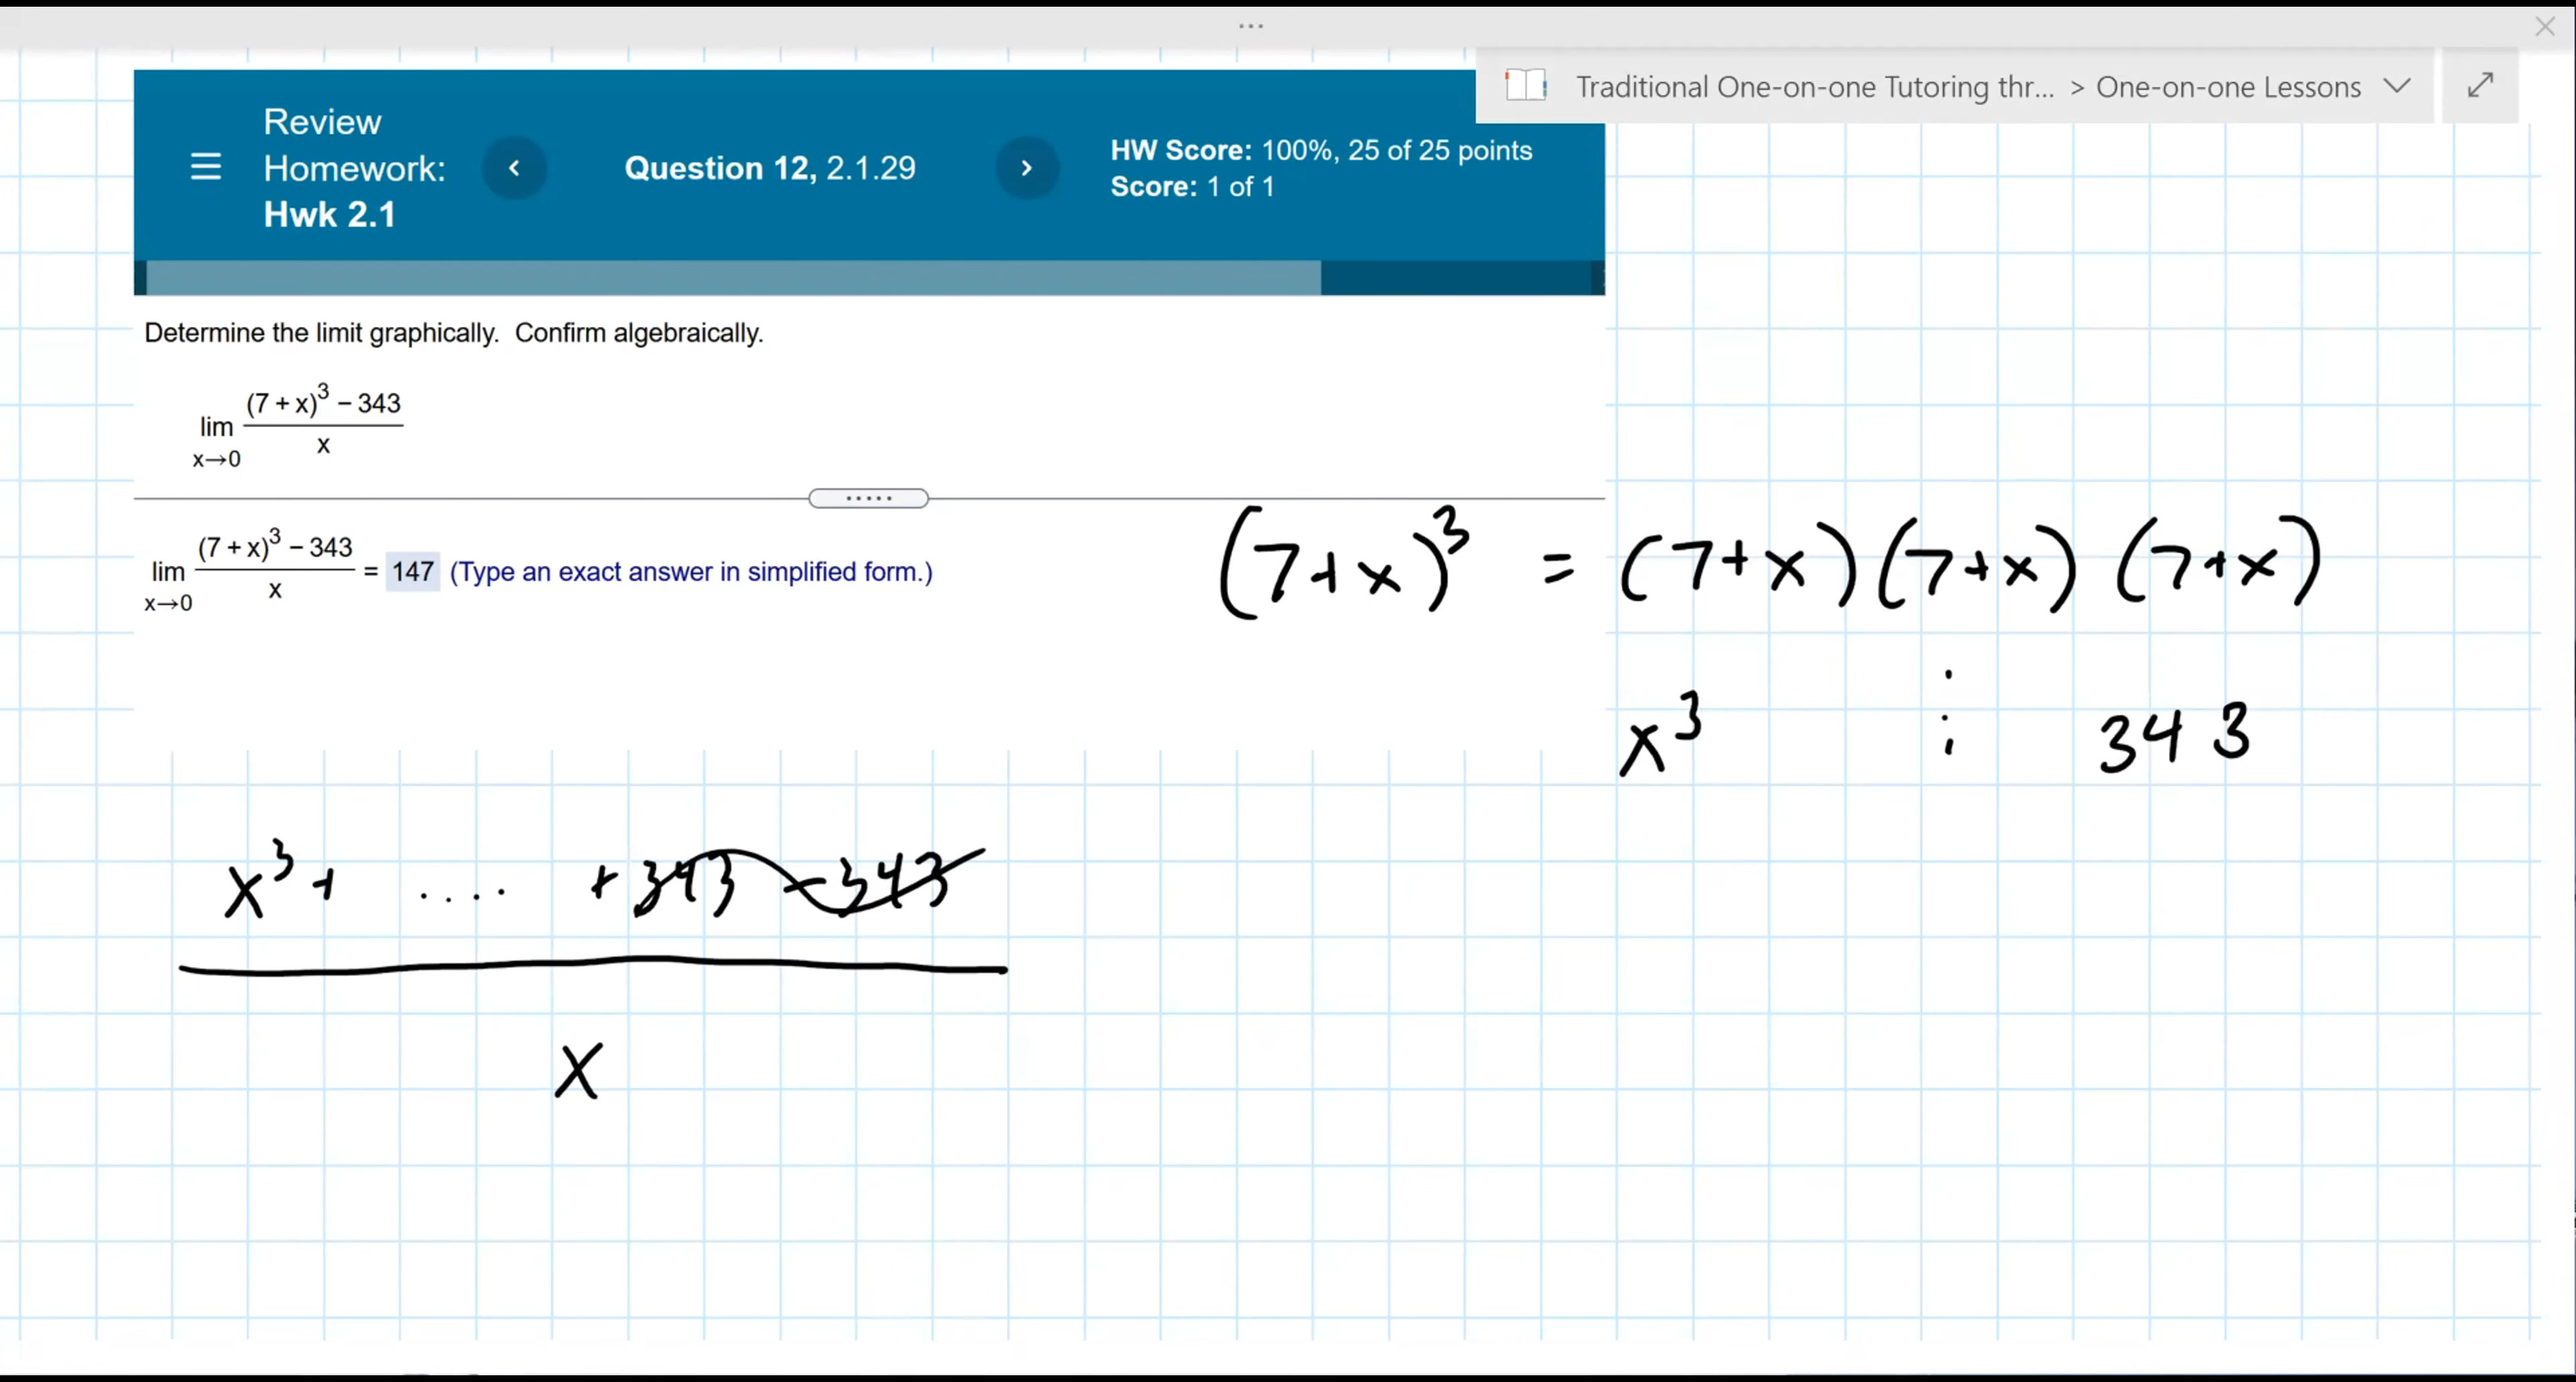 Traditional One-on-one Tutoring thr... > One-on-one Lessons
Review
Homework:
Hwk 2.1
Question 12, 2.1.29
HW Score: 100%, 25 of 25 points
Score: 1 of 1
Determine the limit graphically. Confirm algebraically.
lim x→0 (7 + x)³ − 343 / x
lim x→0 (7 + x)³ − 343 / x = 147 (Type an exact answer in simplified form.)
(7+x)³ = (7+x)(7+x)(7+x)
x³ ⋮ 343
x³+ .... +343 −343
x